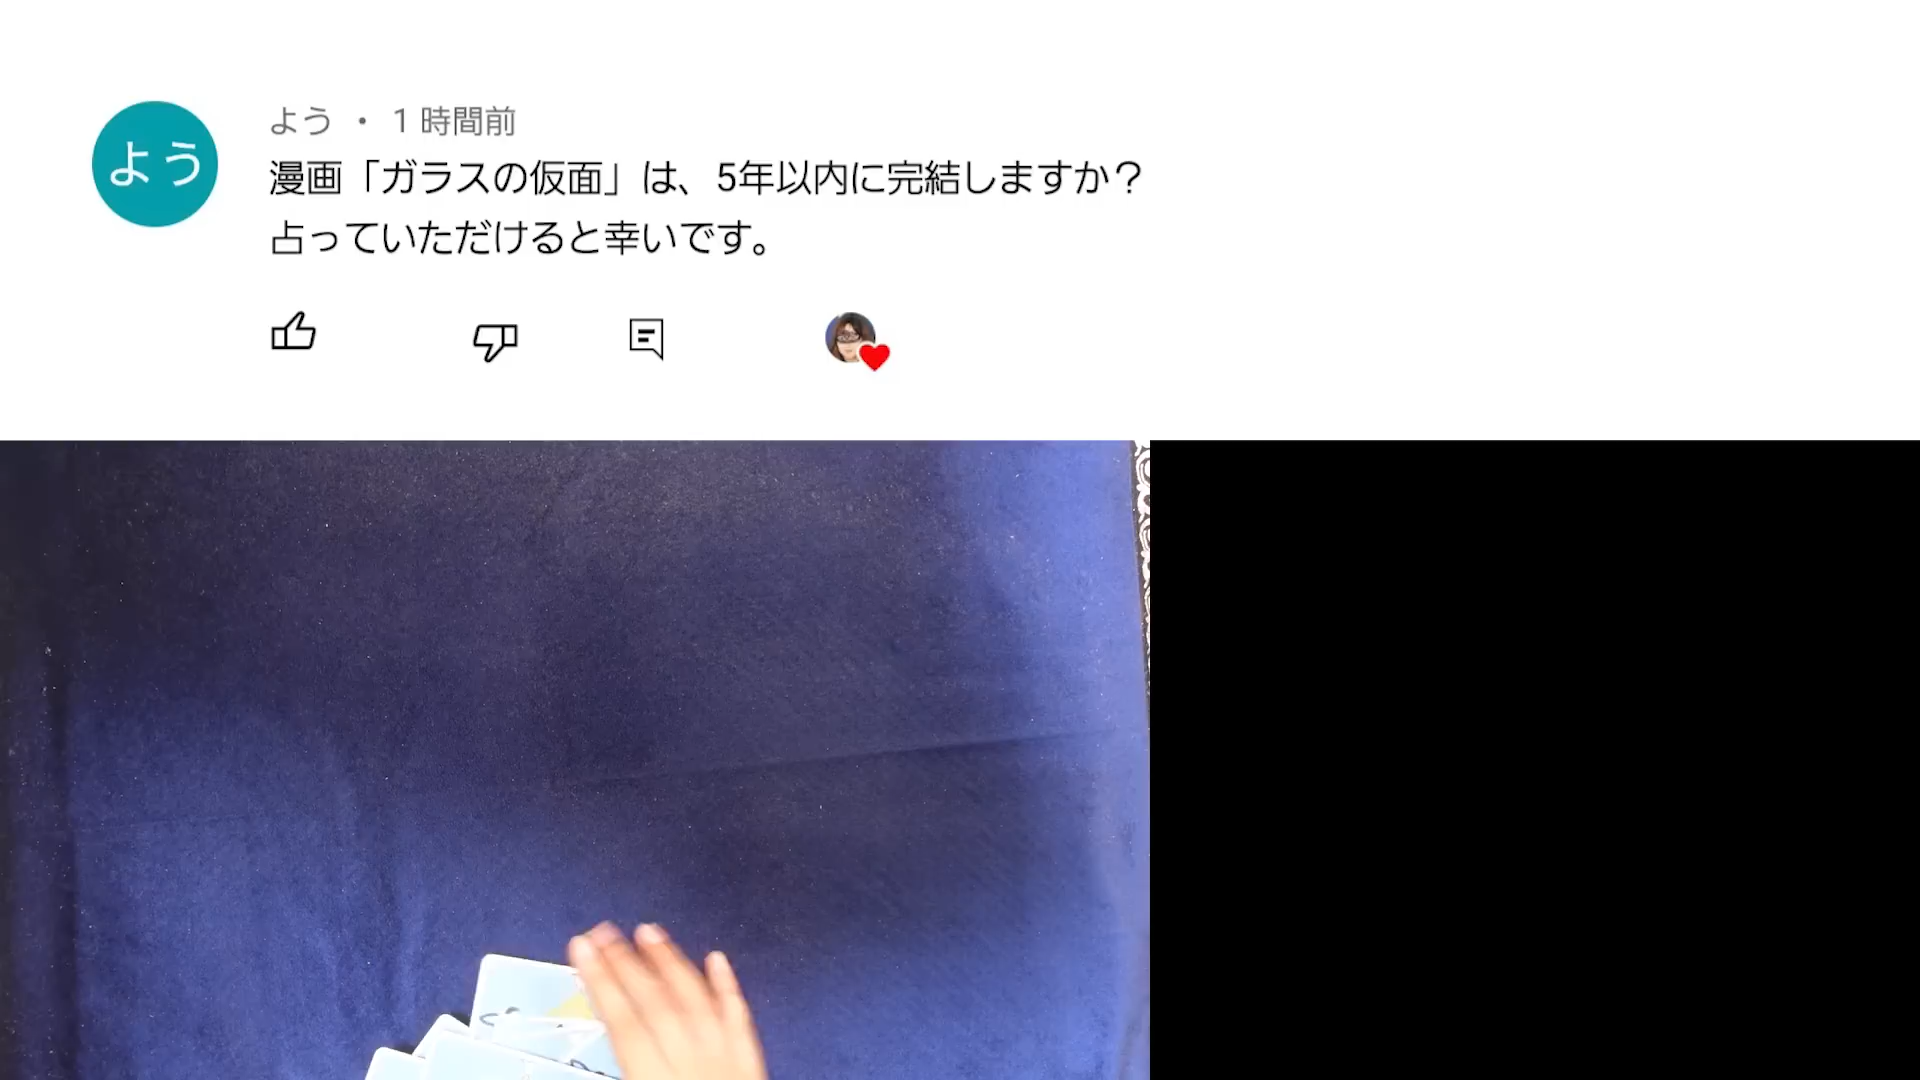 よう
よう ・ 1 時間前
漫画「ガラスの仮面」は、5年以内に完結しますか？
占っていただけると幸いです。